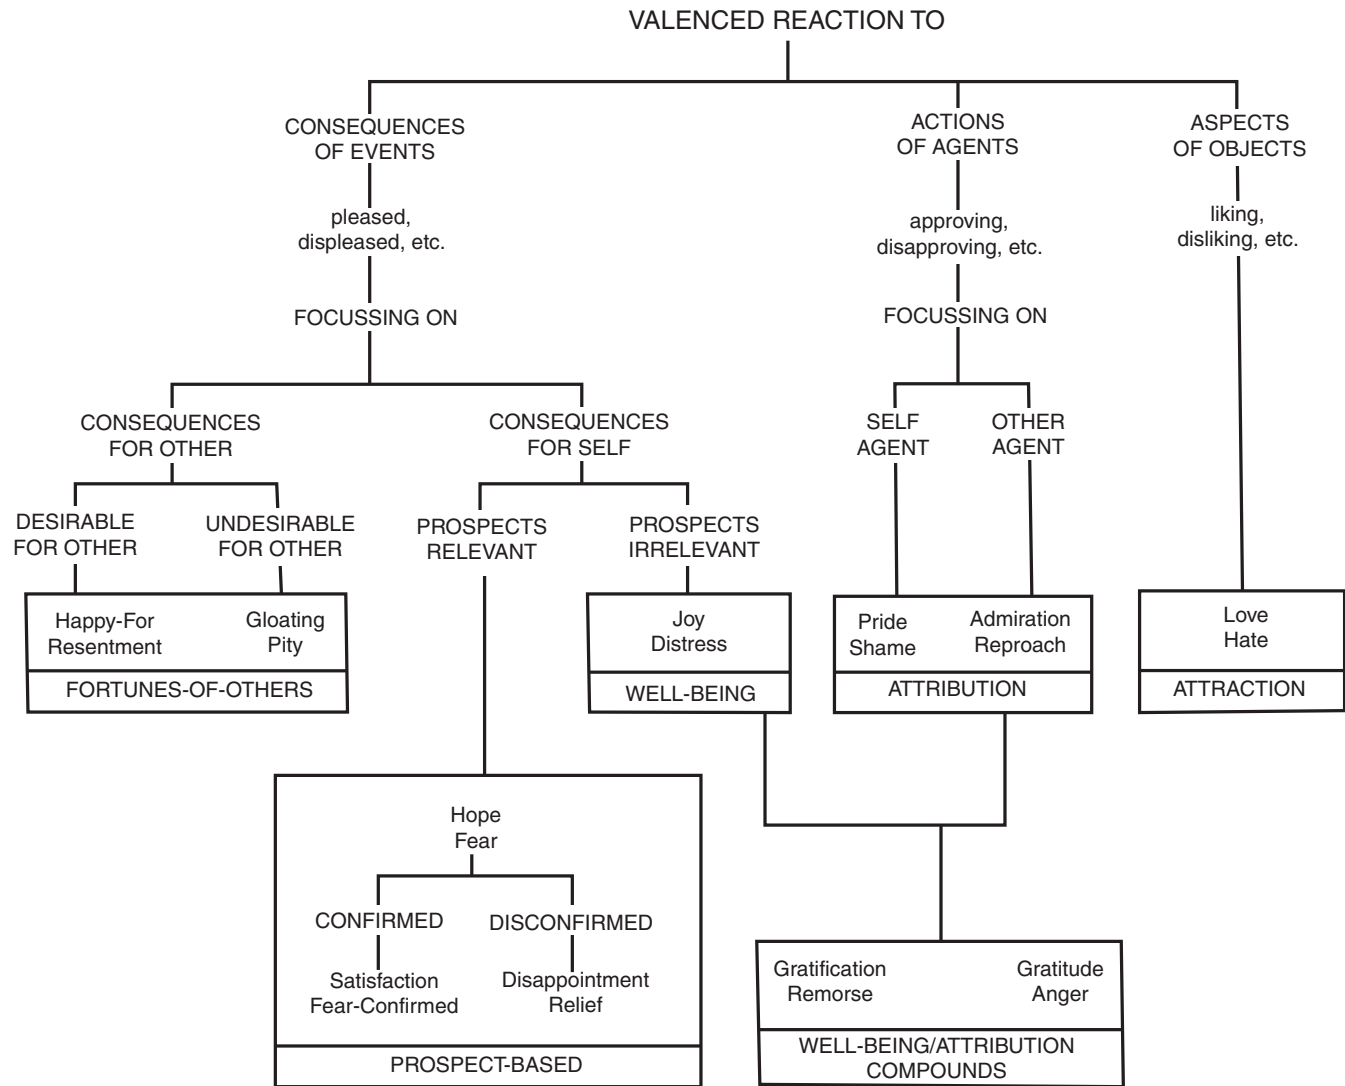 VALENCED REACTION TO
CONSEQUENCES
OF EVENTS
ACTIONS
OF AGENTS
ASPECTS
OF OBJECTS
pleased,
displeased, etc.
approving,
disapproving, etc.
liking,
disliking, etc.
FOCUSSING ON
FOCUSSING ON
CONSEQUENCES
FOR OTHER
CONSEQUENCES
FOR SELF
SELF
AGENT
OTHER
AGENT
DESIRABLE
FOR OTHER
UNDESIRABLE
FOR OTHER
PROSPECTS
RELEVANT
PROSPECTS
IRRELEVANT
Happy-For
Resentment
Gloating
Pity
FORTUNES-OF-OTHERS
Joy
Distress
WELL-BEING
Pride
Shame
Admiration
Reproach
ATTRIBUTION
Love
Hate
ATTRACTION
Hope
Fear
CONFIRMED
DISCONFIRMED
Satisfaction
Fear-Confirmed
Disappointment
Relief
PROSPECT-BASED
Gratification
Remorse
Gratitude
Anger
WELL-BEING/ATTRIBUTION
COMPOUNDS